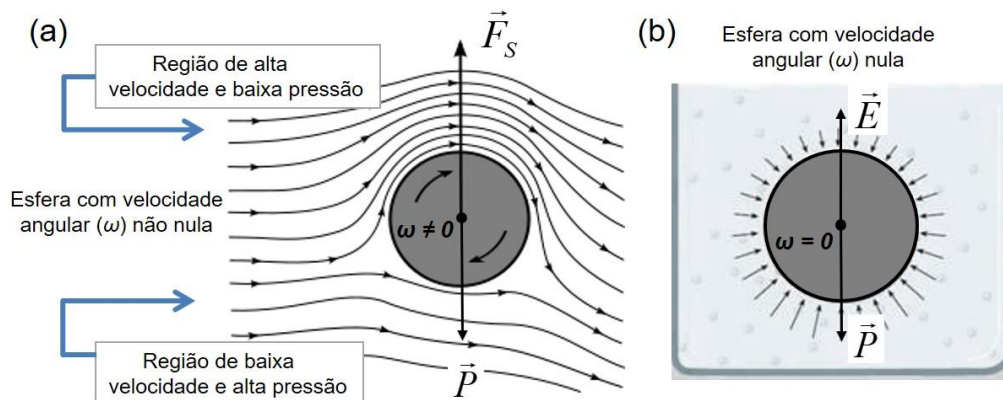 (a)
Região de alta
velocidade e baixa pressão
Esfera com velocidade
angular (ω) não nula
Região de baixa
velocidade e alta pressão
F_S
ω ≠ 0
P
(b)
Esfera com velocidade
angular (ω) nula
E
ω = 0
P